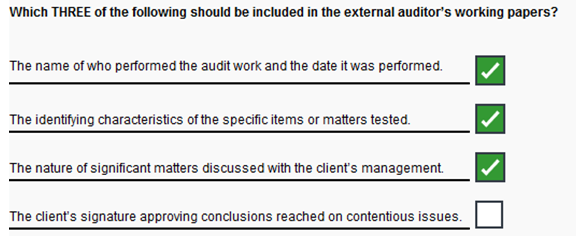 Which THREE of the following should be included in the external auditor's working papers?
The name of who performed the audit work and the date it was performed.
The identifying characteristics of the specific items or matters tested.
The nature of significant matters discussed with the client's management.
The client's signature approving conclusions reached on contentious issues.